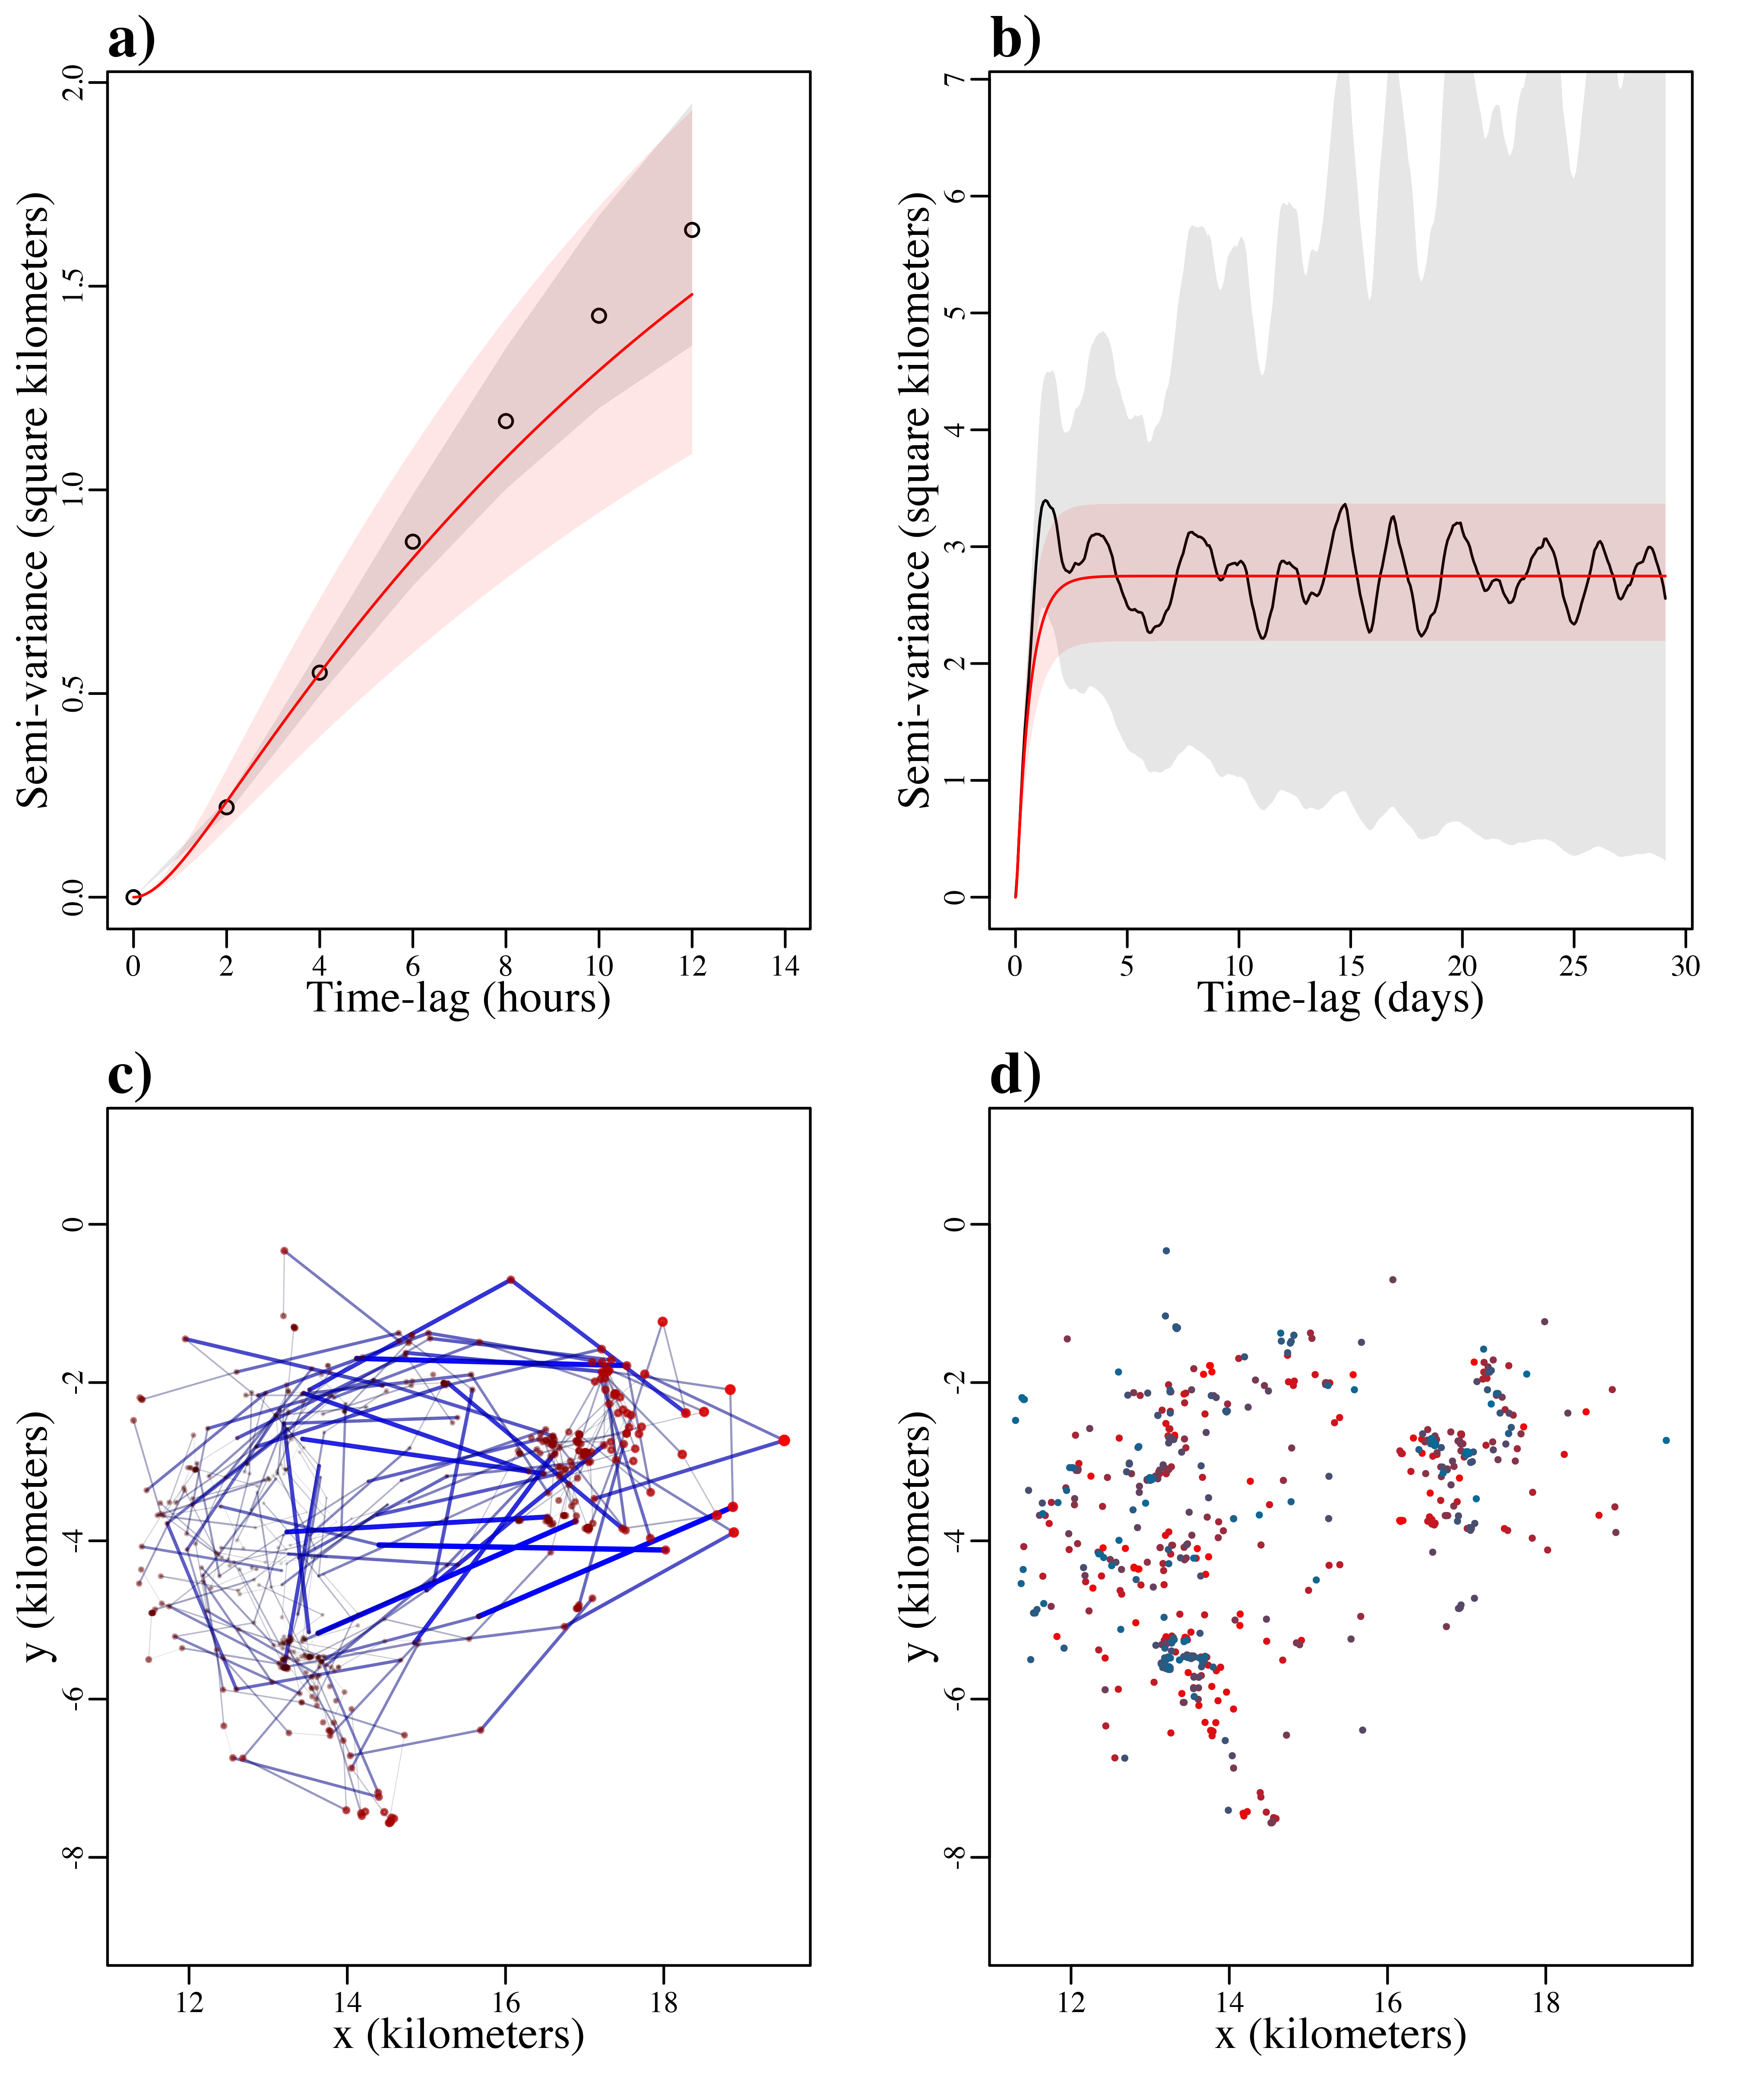 a)
Semi-variance (square kilometers)
2.0
1.5
1.0
0.5
0.0
0 2 4 6 8 10 12 14
Time-lag (hours)
b)
Semi-variance (square kilometers)
7
6
5
4
3
2
1
0
0 5 10 15 20 25 30
Time-lag (days)
c)
y (kilometers)
0
-2
-4
-6
-8
12 14 16 18
x (kilometers)
d)
y (kilometers)
0
-2
-4
-6
-8
12 14 16 18
x (kilometers)